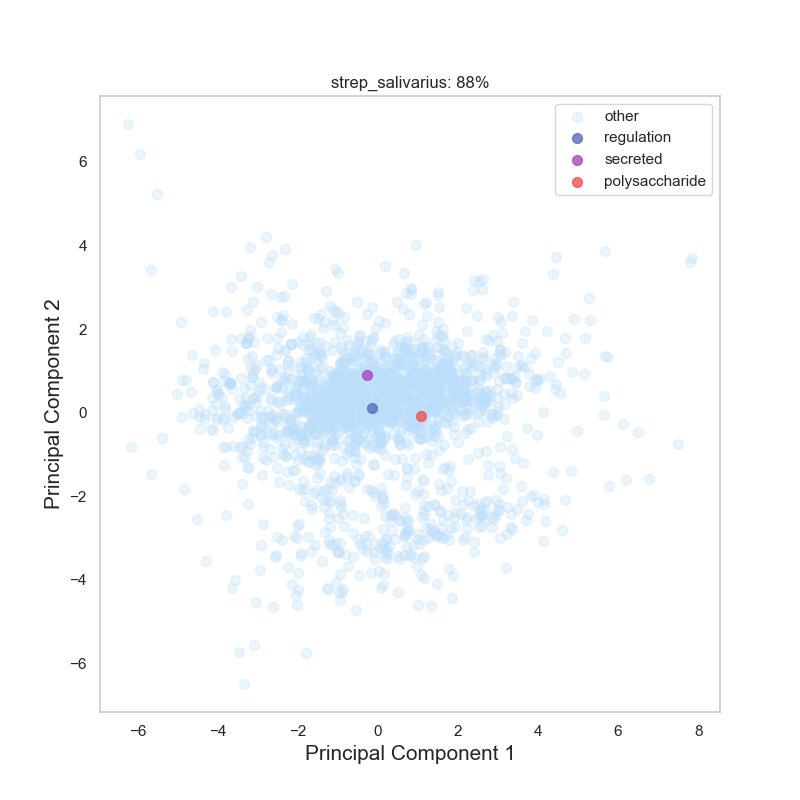 strep_salivarius: 88%
other
regulation
secreted
polysaccharide
6
4
2
0
−2
−4
−6
Principal Component 2
−6
−4
−2
0
2
4
6
8
Principal Component 1